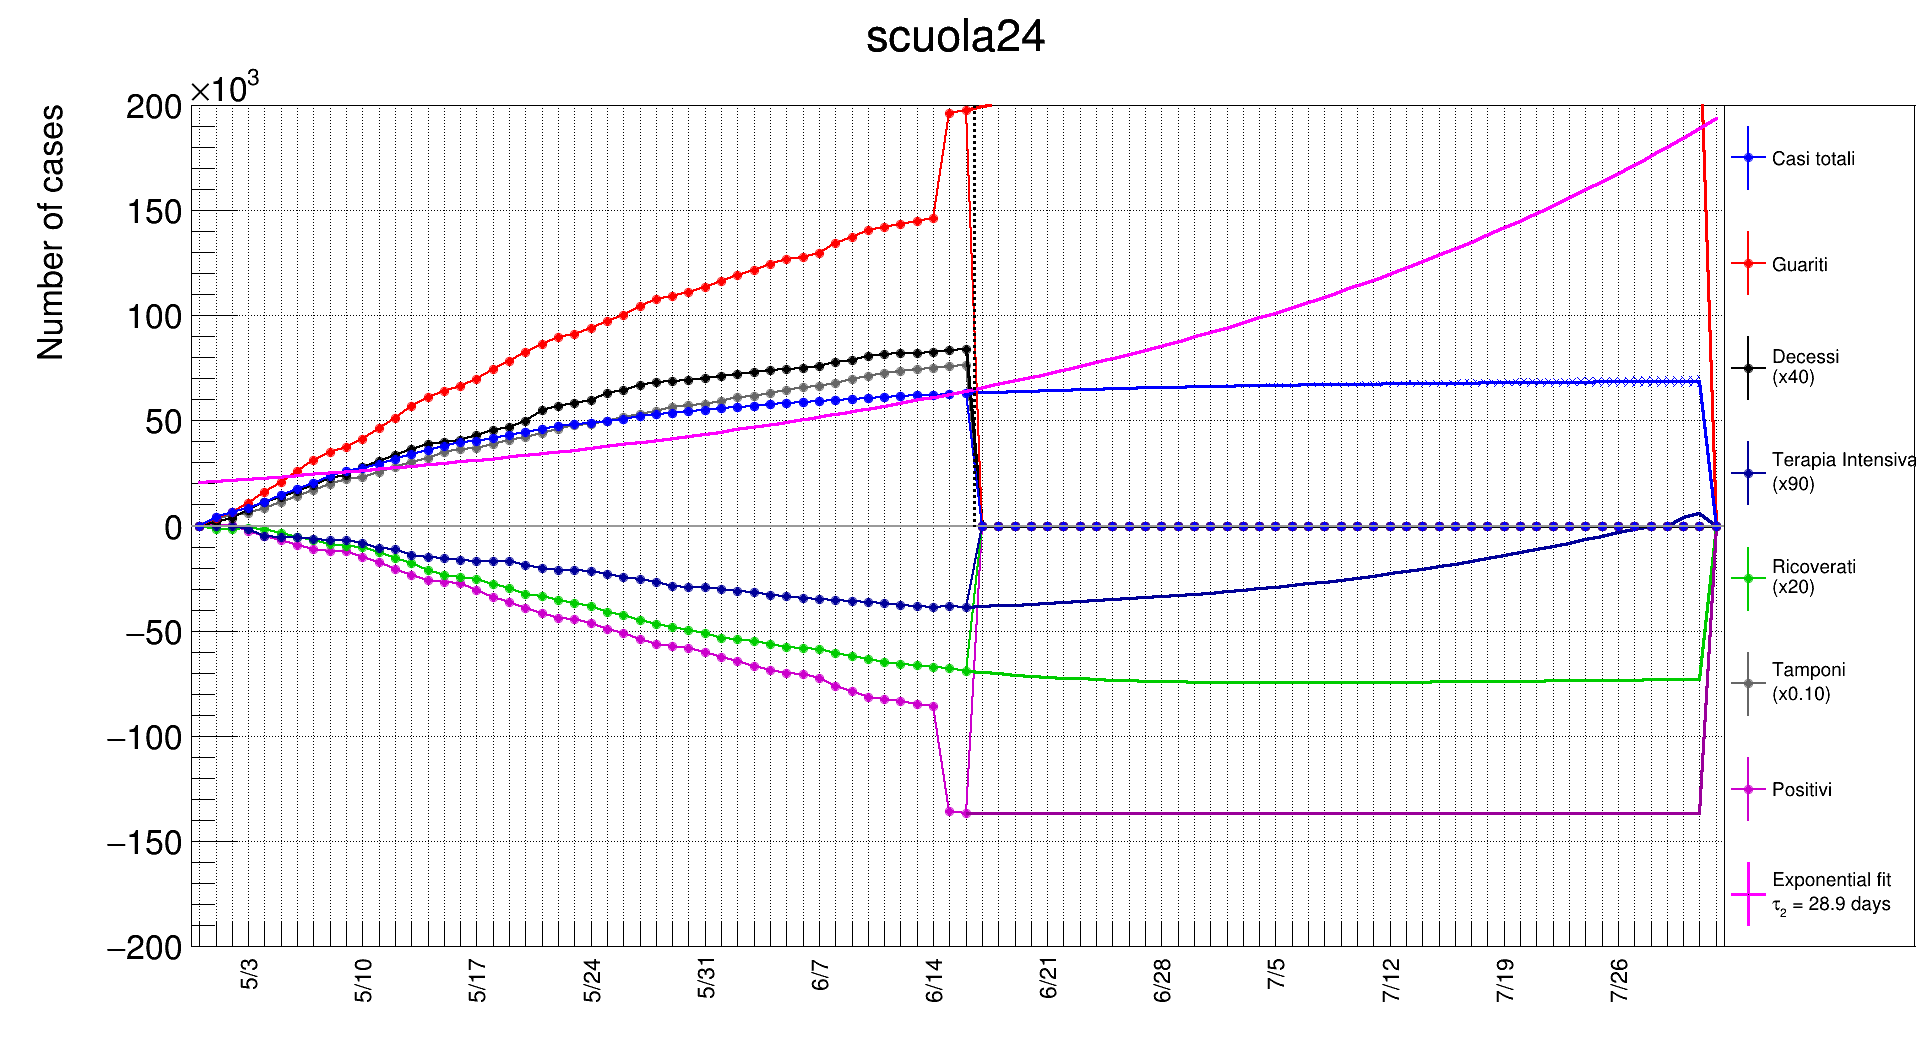 scuola24
×10³
Number of cases
200
150
100
50
0
−50
−100
−150
−200
5/3
5/10
5/17
5/24
5/31
6/7
6/14
6/21
6/28
7/5
7/12
7/19
7/26
Casi totali
Guariti
Decessi
(x40)
Terapia Intensiva
(x90)
Ricoverati
(x20)
Tamponi
(x0.10)
Positivi
Exponential fit
τ₂ = 28.9 days